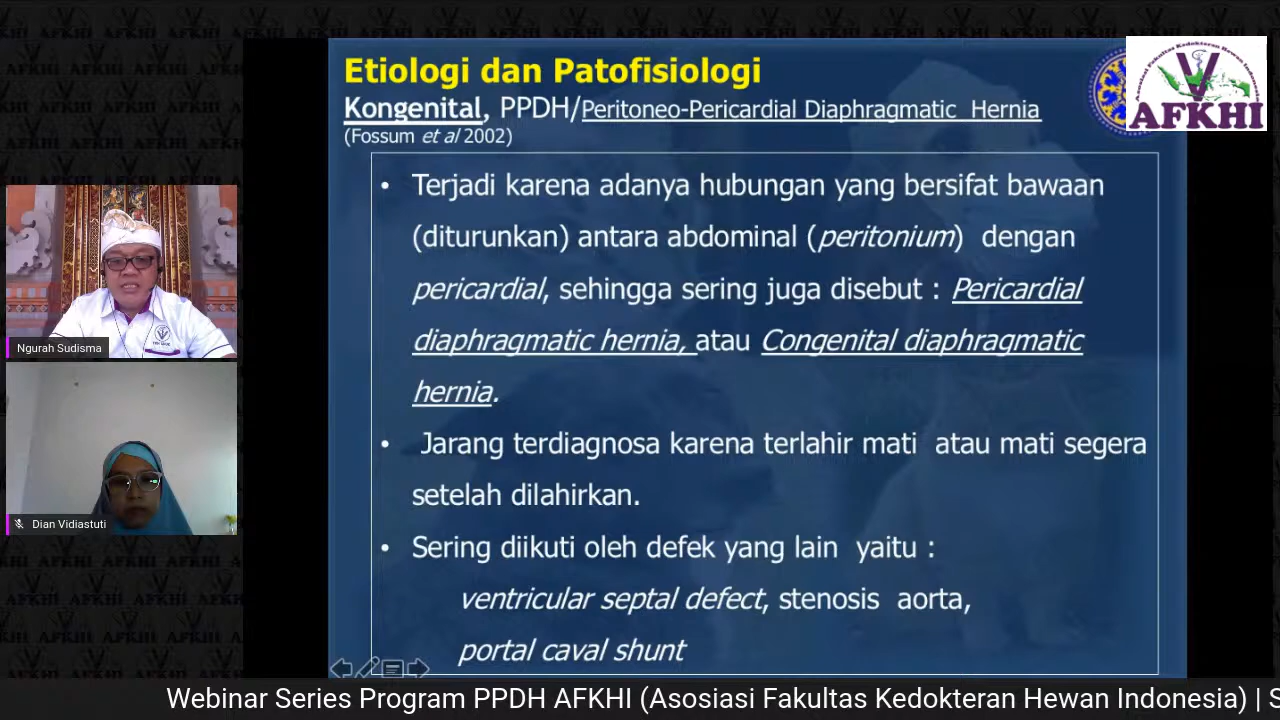 Etiologi dan Patofisiologi
Kongenital, PPDH/Peritoneo-Pericardial Diaphragmatic Hernia
(Fossum et al 2002)
• Terjadi karena adanya hubungan yang bersifat bawaan
(diturunkan) antara abdominal (peritonium) dengan
pericardial, sehingga sering juga disebut : Pericardial
diaphragmatic hernia, atau Congenital diaphragmatic
hernia.
• Jarang terdiagnosa karena terlahir mati atau mati segera
setelah dilahirkan.
• Sering diikuti oleh defek yang lain yaitu :
ventricular septal defect, stenosis aorta,
portal caval shunt
AFKHI
Ngurah Sudisma
Dian Vidiastuti
Webinar Series Program PPDH AFKHI (Asosiasi Fakultas Kedokteran Hewan Indonesia) | S